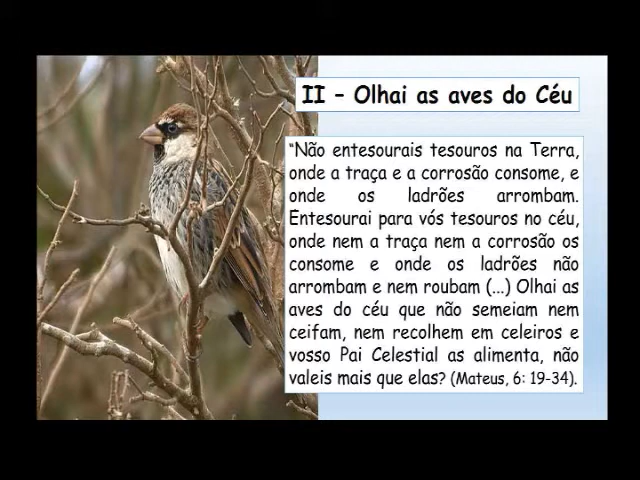 II – Olhai as aves do Céu
“Não entesourais tesouros na Terra,
onde a traça e a corrosão consome, e
onde os ladrões arrombam.
Entesourai para vós tesouros no céu,
onde nem a traça nem a corrosão os
consome e onde os ladrões não
arrombam e nem roubam (...) Olhai as
aves do céu que não semeiam nem
ceifam, nem recolhem em celeiros e
vosso Pai Celestial as alimenta, não
valeis mais que elas? (Mateus, 6: 19-34).